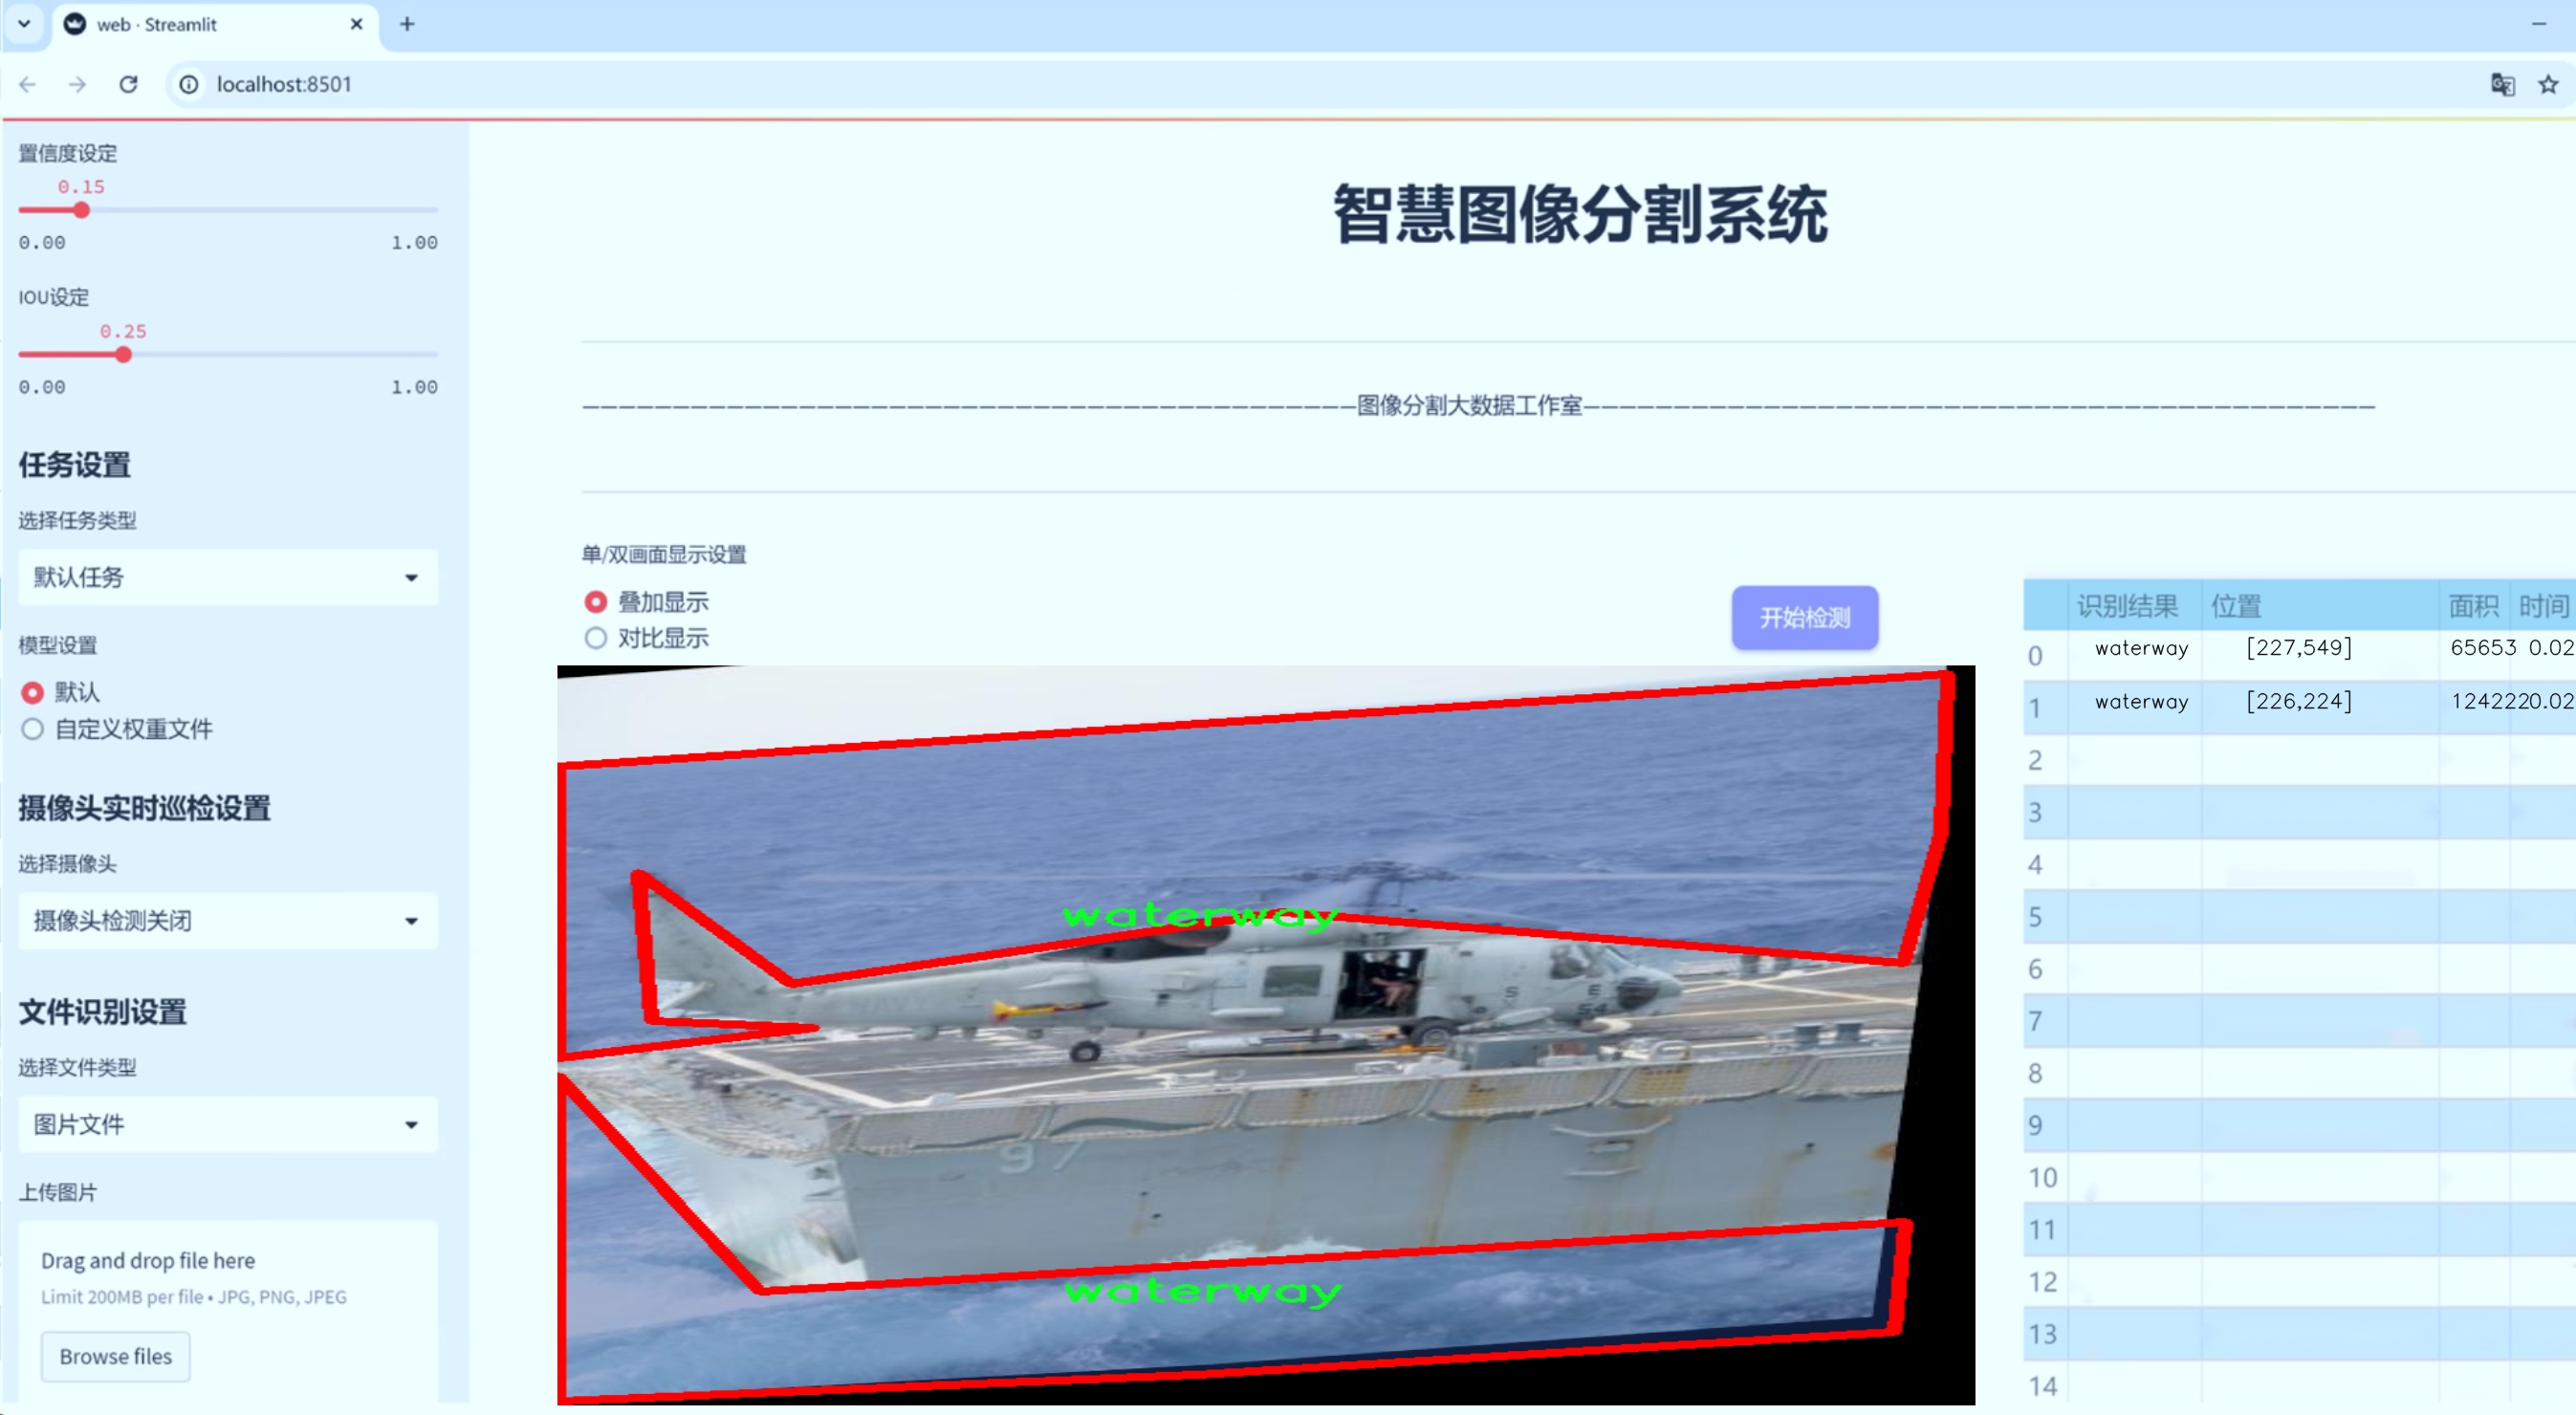 web · Streamlit
localhost:8501
置信度设定
0.15
0.00 1.00
IOU设定
0.25
0.00 1.00
任务设置
选择任务类型
默认任务
模型设置
默认
自定义权重文件
摄像头实时巡检设置
选择摄像头
摄像头检测关闭
文件识别设置
选择文件类型
图片文件
上传图片
Drag and drop file here
Limit 200MB per file • JPG, PNG, JPEG
Browse files
智慧图像分割系统
———————————————————————————————————————————图像分割大数据工作室————————————————————————————————————————————
单/双画面显示设置
叠加显示
对比显示
开始检测
waterway
97
waterway
识别结果 位置 面积 时间
0 waterway [227,549] 65653 0.02
1 waterway [226,224] 1242220.02
2
3
4
5
6
7
8
9
10
11
12
13
14